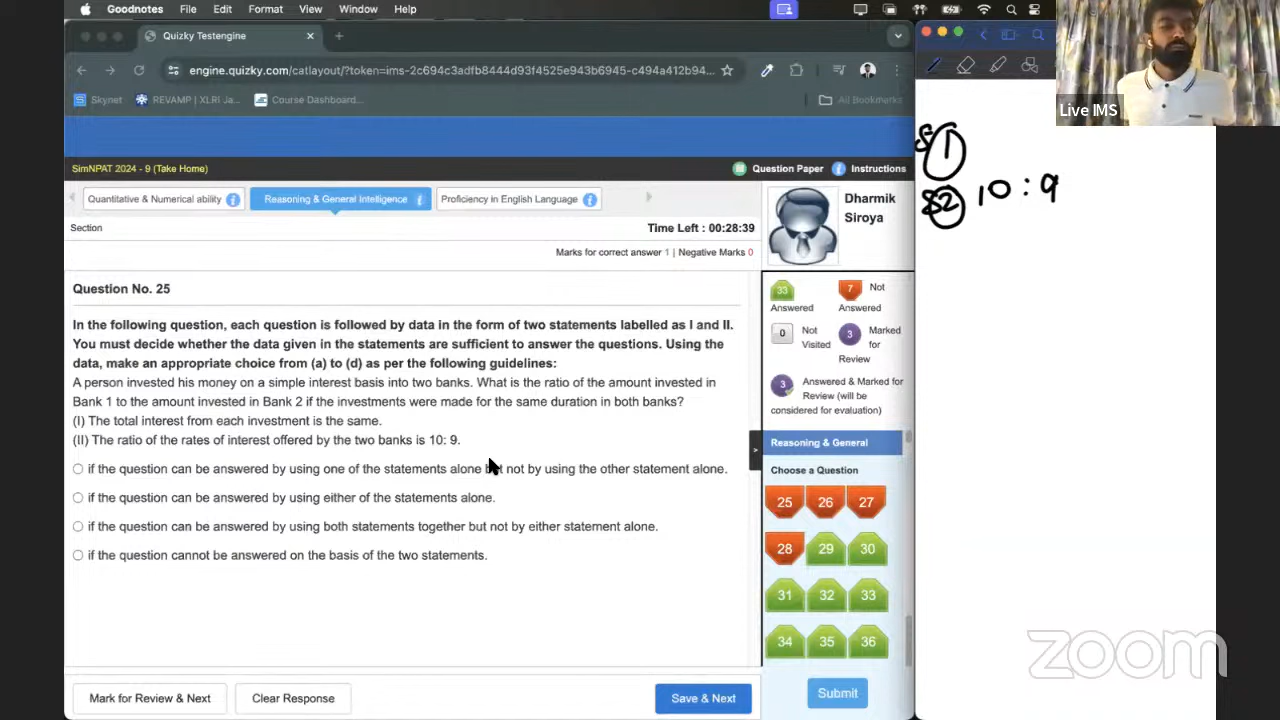 Goodnotes File Edit Format View Window Help
Quizky Testengine
engine.quizky.com/catlayout/?token=ims-2c694c3adfb8444d93f4525e943b6945-c494a412b94...
Skynet REVAMP | XLRI Ja... Course Dashboard... All Bookmarks
Live IMS
SimNPAT 2024 - 9 (Take Home) Question Paper Instructions
Quantitative & Numerical ability Reasoning & General Intelligence Proficiency in English Language
Section Time Left : 00:28:39
Marks for correct answer 1 | Negative Marks 0
Dharmik
Siroya
Question No. 25
In the following question, each question is followed by data in the form of two statements labelled as I and II.
You must decide whether the data given in the statements are sufficient to answer the questions. Using the
data, make an appropriate choice from (a) to (d) as per the following guidelines:
A person invested his money on a simple interest basis into two banks. What is the ratio of the amount invested in
Bank 1 to the amount invested in Bank 2 if the investments were made for the same duration in both banks?
(I) The total interest from each investment is the same.
(II) The ratio of the rates of interest offered by the two banks is 10: 9.
if the question can be answered by using one of the statements alone but not by using the other statement alone.
if the question can be answered by using either of the statements alone.
if the question can be answered by using both statements together but not by either statement alone.
if the question cannot be answered on the basis of the two statements.
33 Answered
7 Not Answered
0 Not Visited
3 Marked for Review
3 Answered & Marked for
Review (will be
considered for evaluation)
Reasoning & General
Choose a Question
25 26 27
28 29 30
31 32 33
34 35 36
Mark for Review & Next Clear Response Save & Next Submit
S 1
S2 10 : 9
zoom